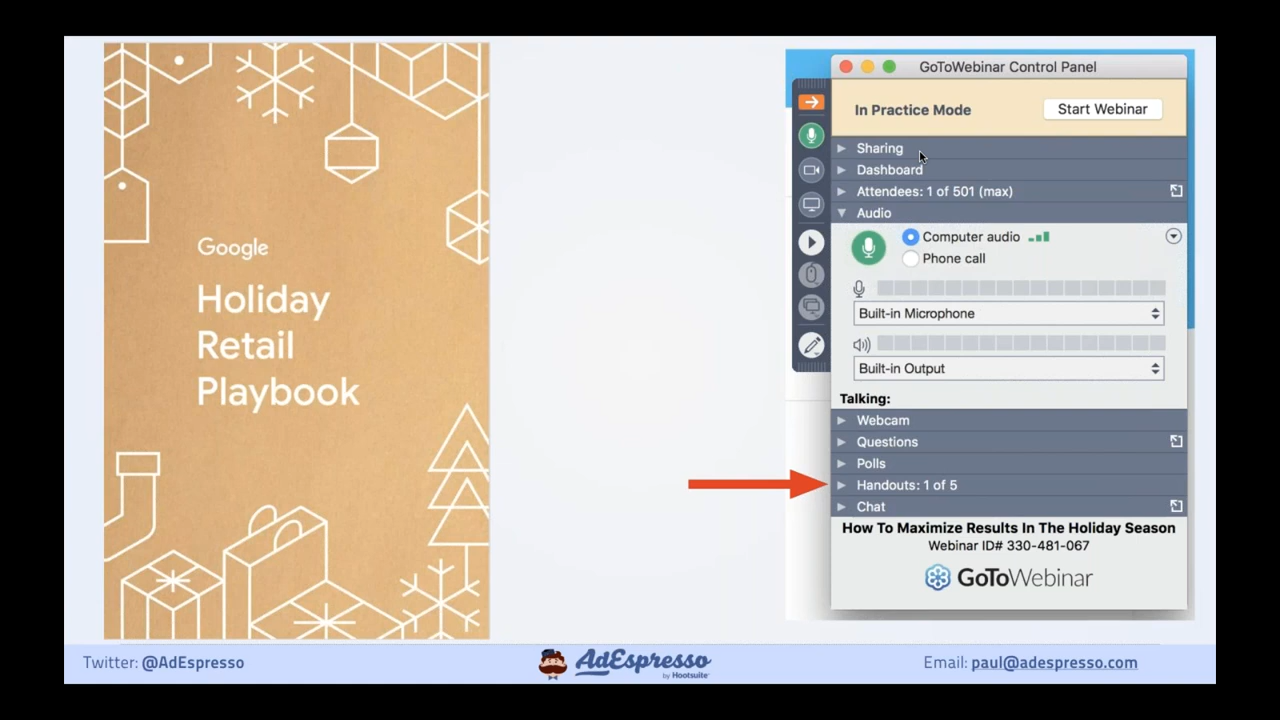 Google
Holiday
Retail
Playbook
GoToWebinar Control Panel
In Practice Mode
Start Webinar
Sharing
Dashboard
Attendees: 1 of 501 (max)
Audio
Computer audio
Phone call
Built-in Microphone
Built-in Output
Talking:
Webcam
Questions
Polls
Handouts: 1 of 5
Chat
How To Maximize Results In The Holiday Season
Webinar ID# 330-481-067
GoToWebinar
Twitter: @AdEspresso
AdEspresso
by Hootsuite
Email: paul@adespresso.com